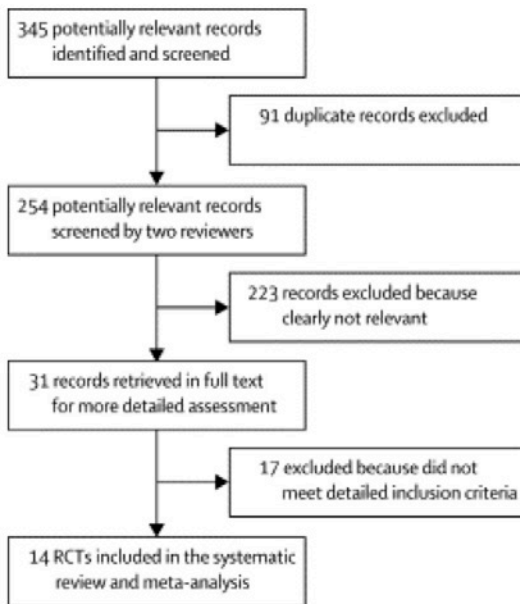 345 potentially relevant records
identified and screened
91 duplicate records excluded
254 potentially relevant records
screened by two reviewers
223 records excluded because
clearly not relevant
31 records retrieved in full text
for more detailed assessment
17 excluded because did not
meet detailed inclusion criteria
14 RCTs included in the systematic
review and meta-analysis